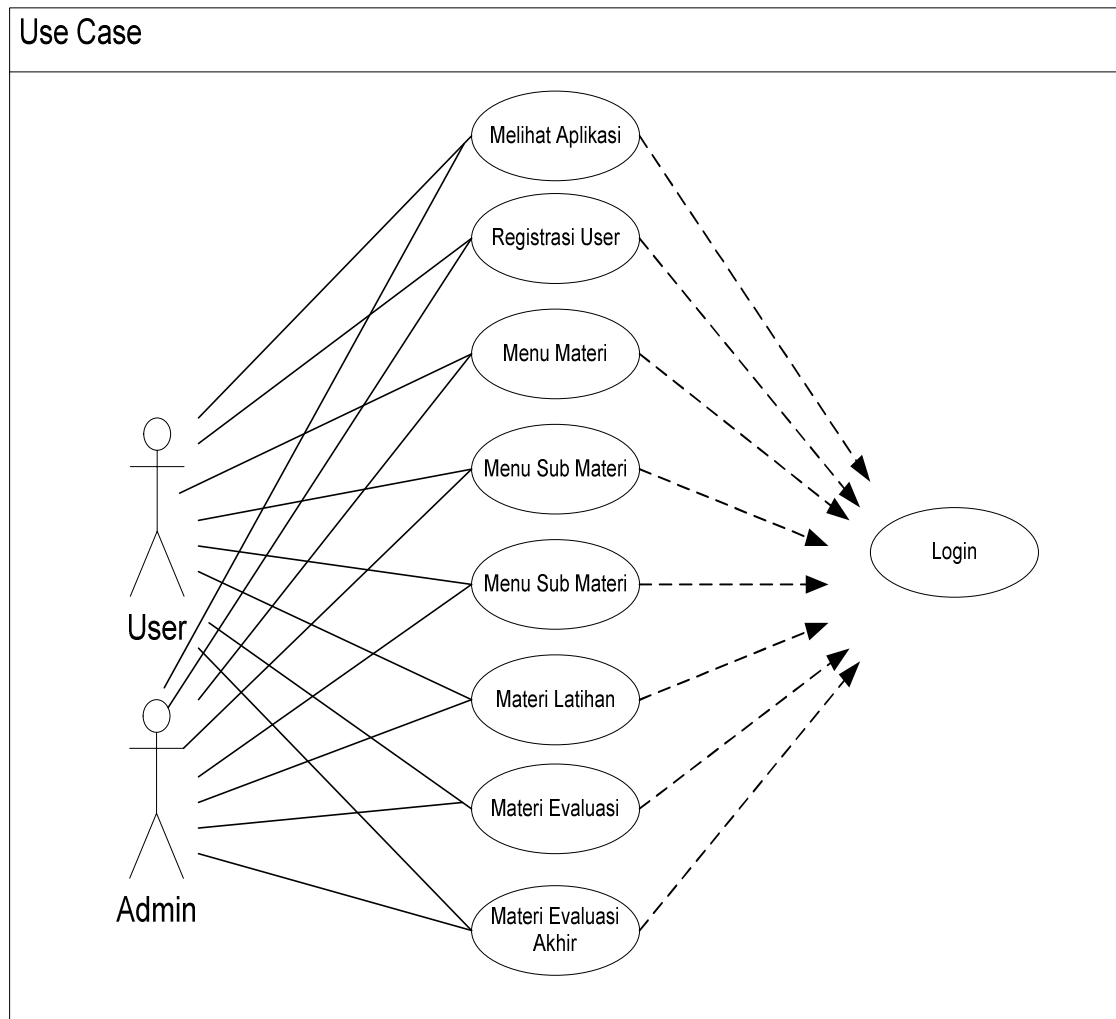 Use Case
Melihat Aplikasi
Registrasi User
Menu Materi
Menu Sub Materi
Menu Sub Materi
Login
User
Materi Latihan
Materi Evaluasi
Admin
Materi Evaluasi
Akhir